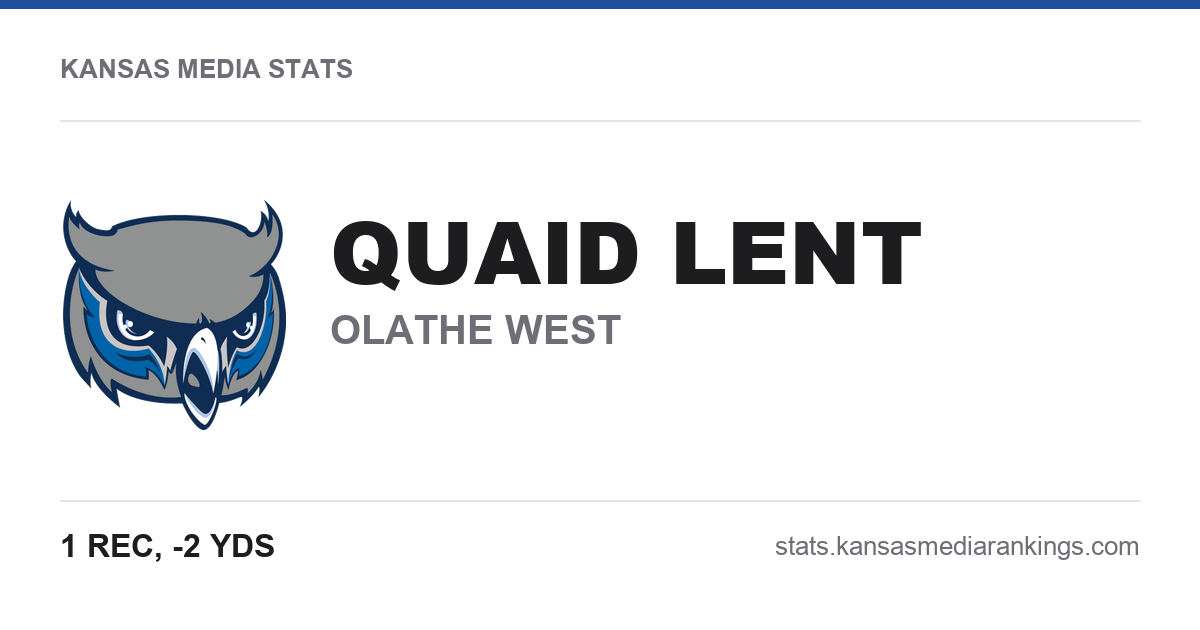 KANSAS MEDIA STATS
QUAID LENT
OLATHE WEST
1 REC, -2 YDS
stats.kansasmediarankings.com